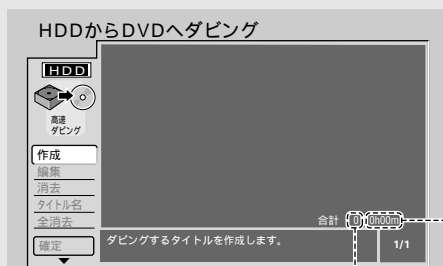 HDDからDVDへダビング
HDD
高速
ダビング
作成
編集
消去
タイトル名
全消去
確定
合計 0 0h00m
ダビングするタイトルを作成します。
1/1